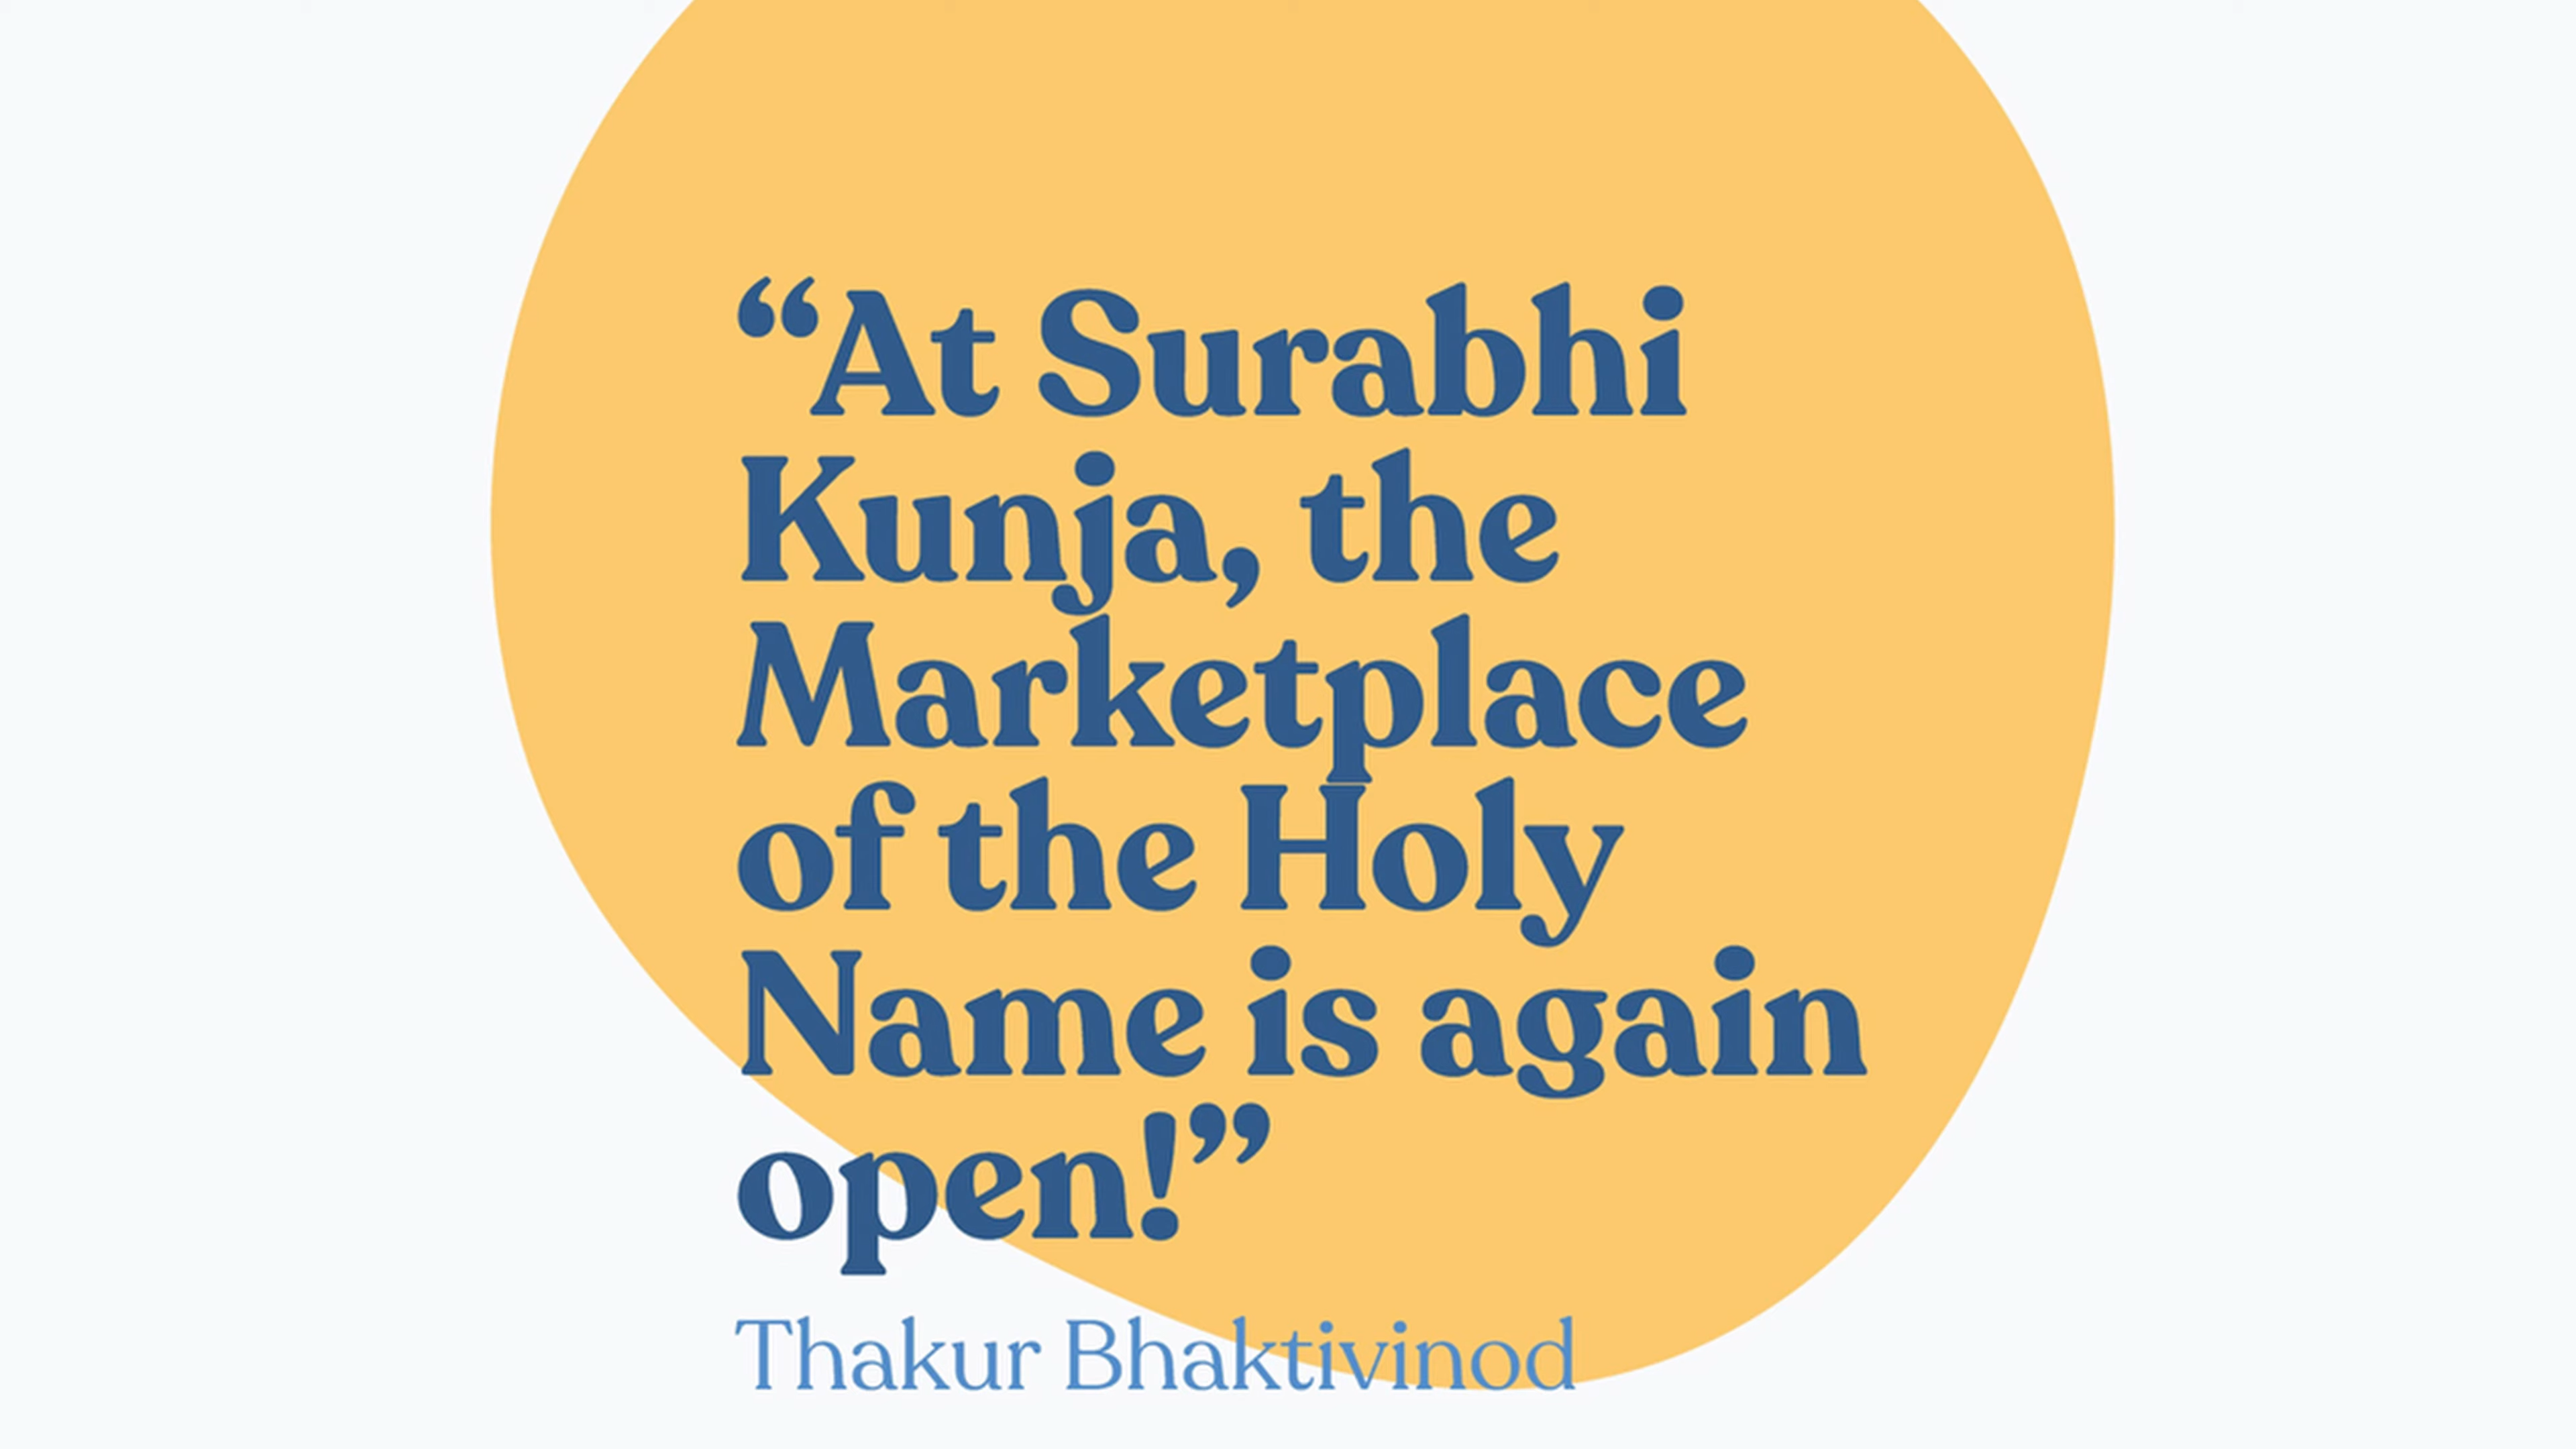 “At Surabhi
Kunja, the
Marketplace
of the Holy
Name is again
open!”
Thakur Bhaktivinod